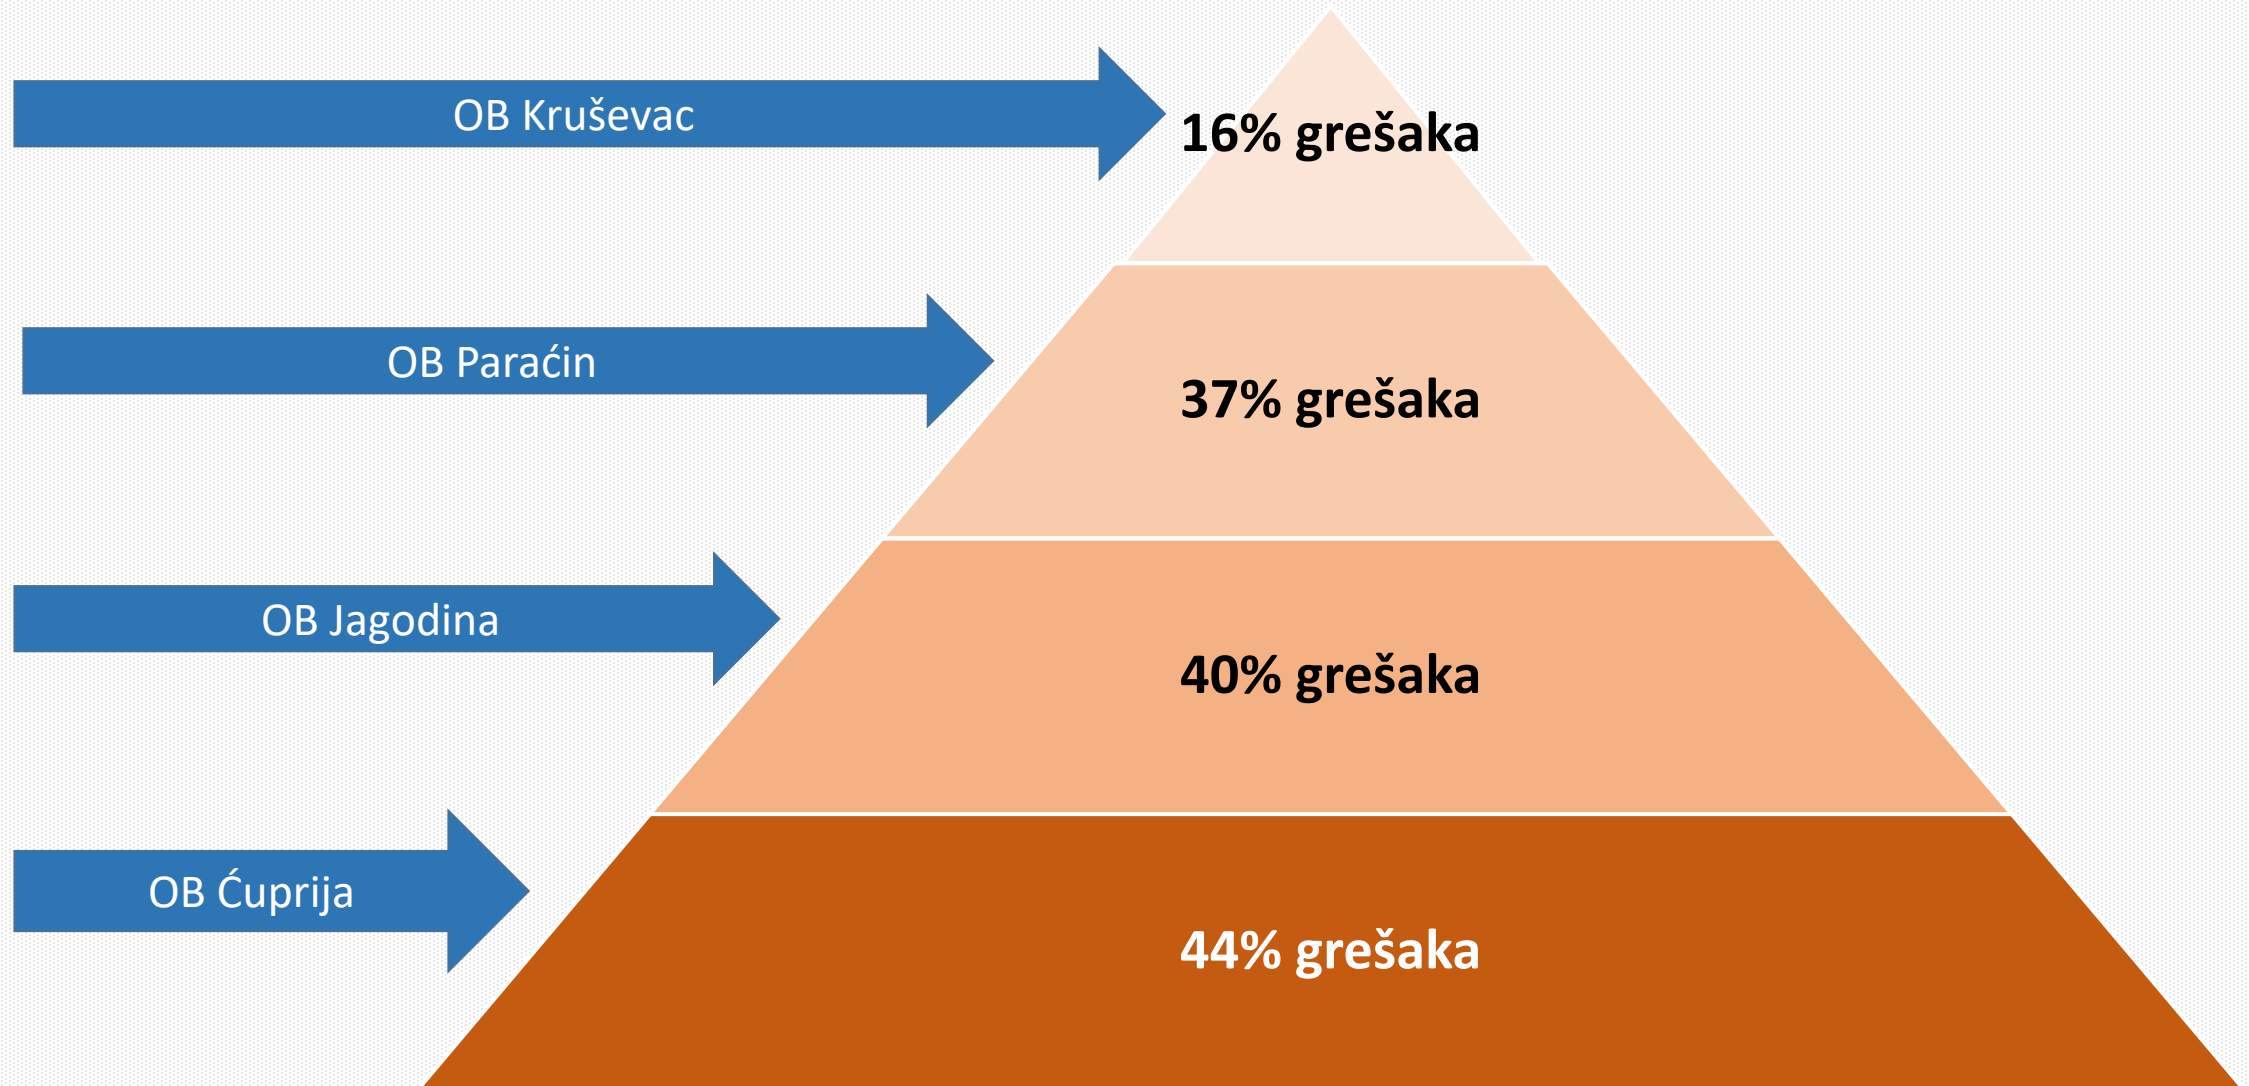 OB Kruševac
16% grešaka
OB Paraćin
37% grešaka
OB Jagodina
40% grešaka
OB Ćuprija
44% grešaka